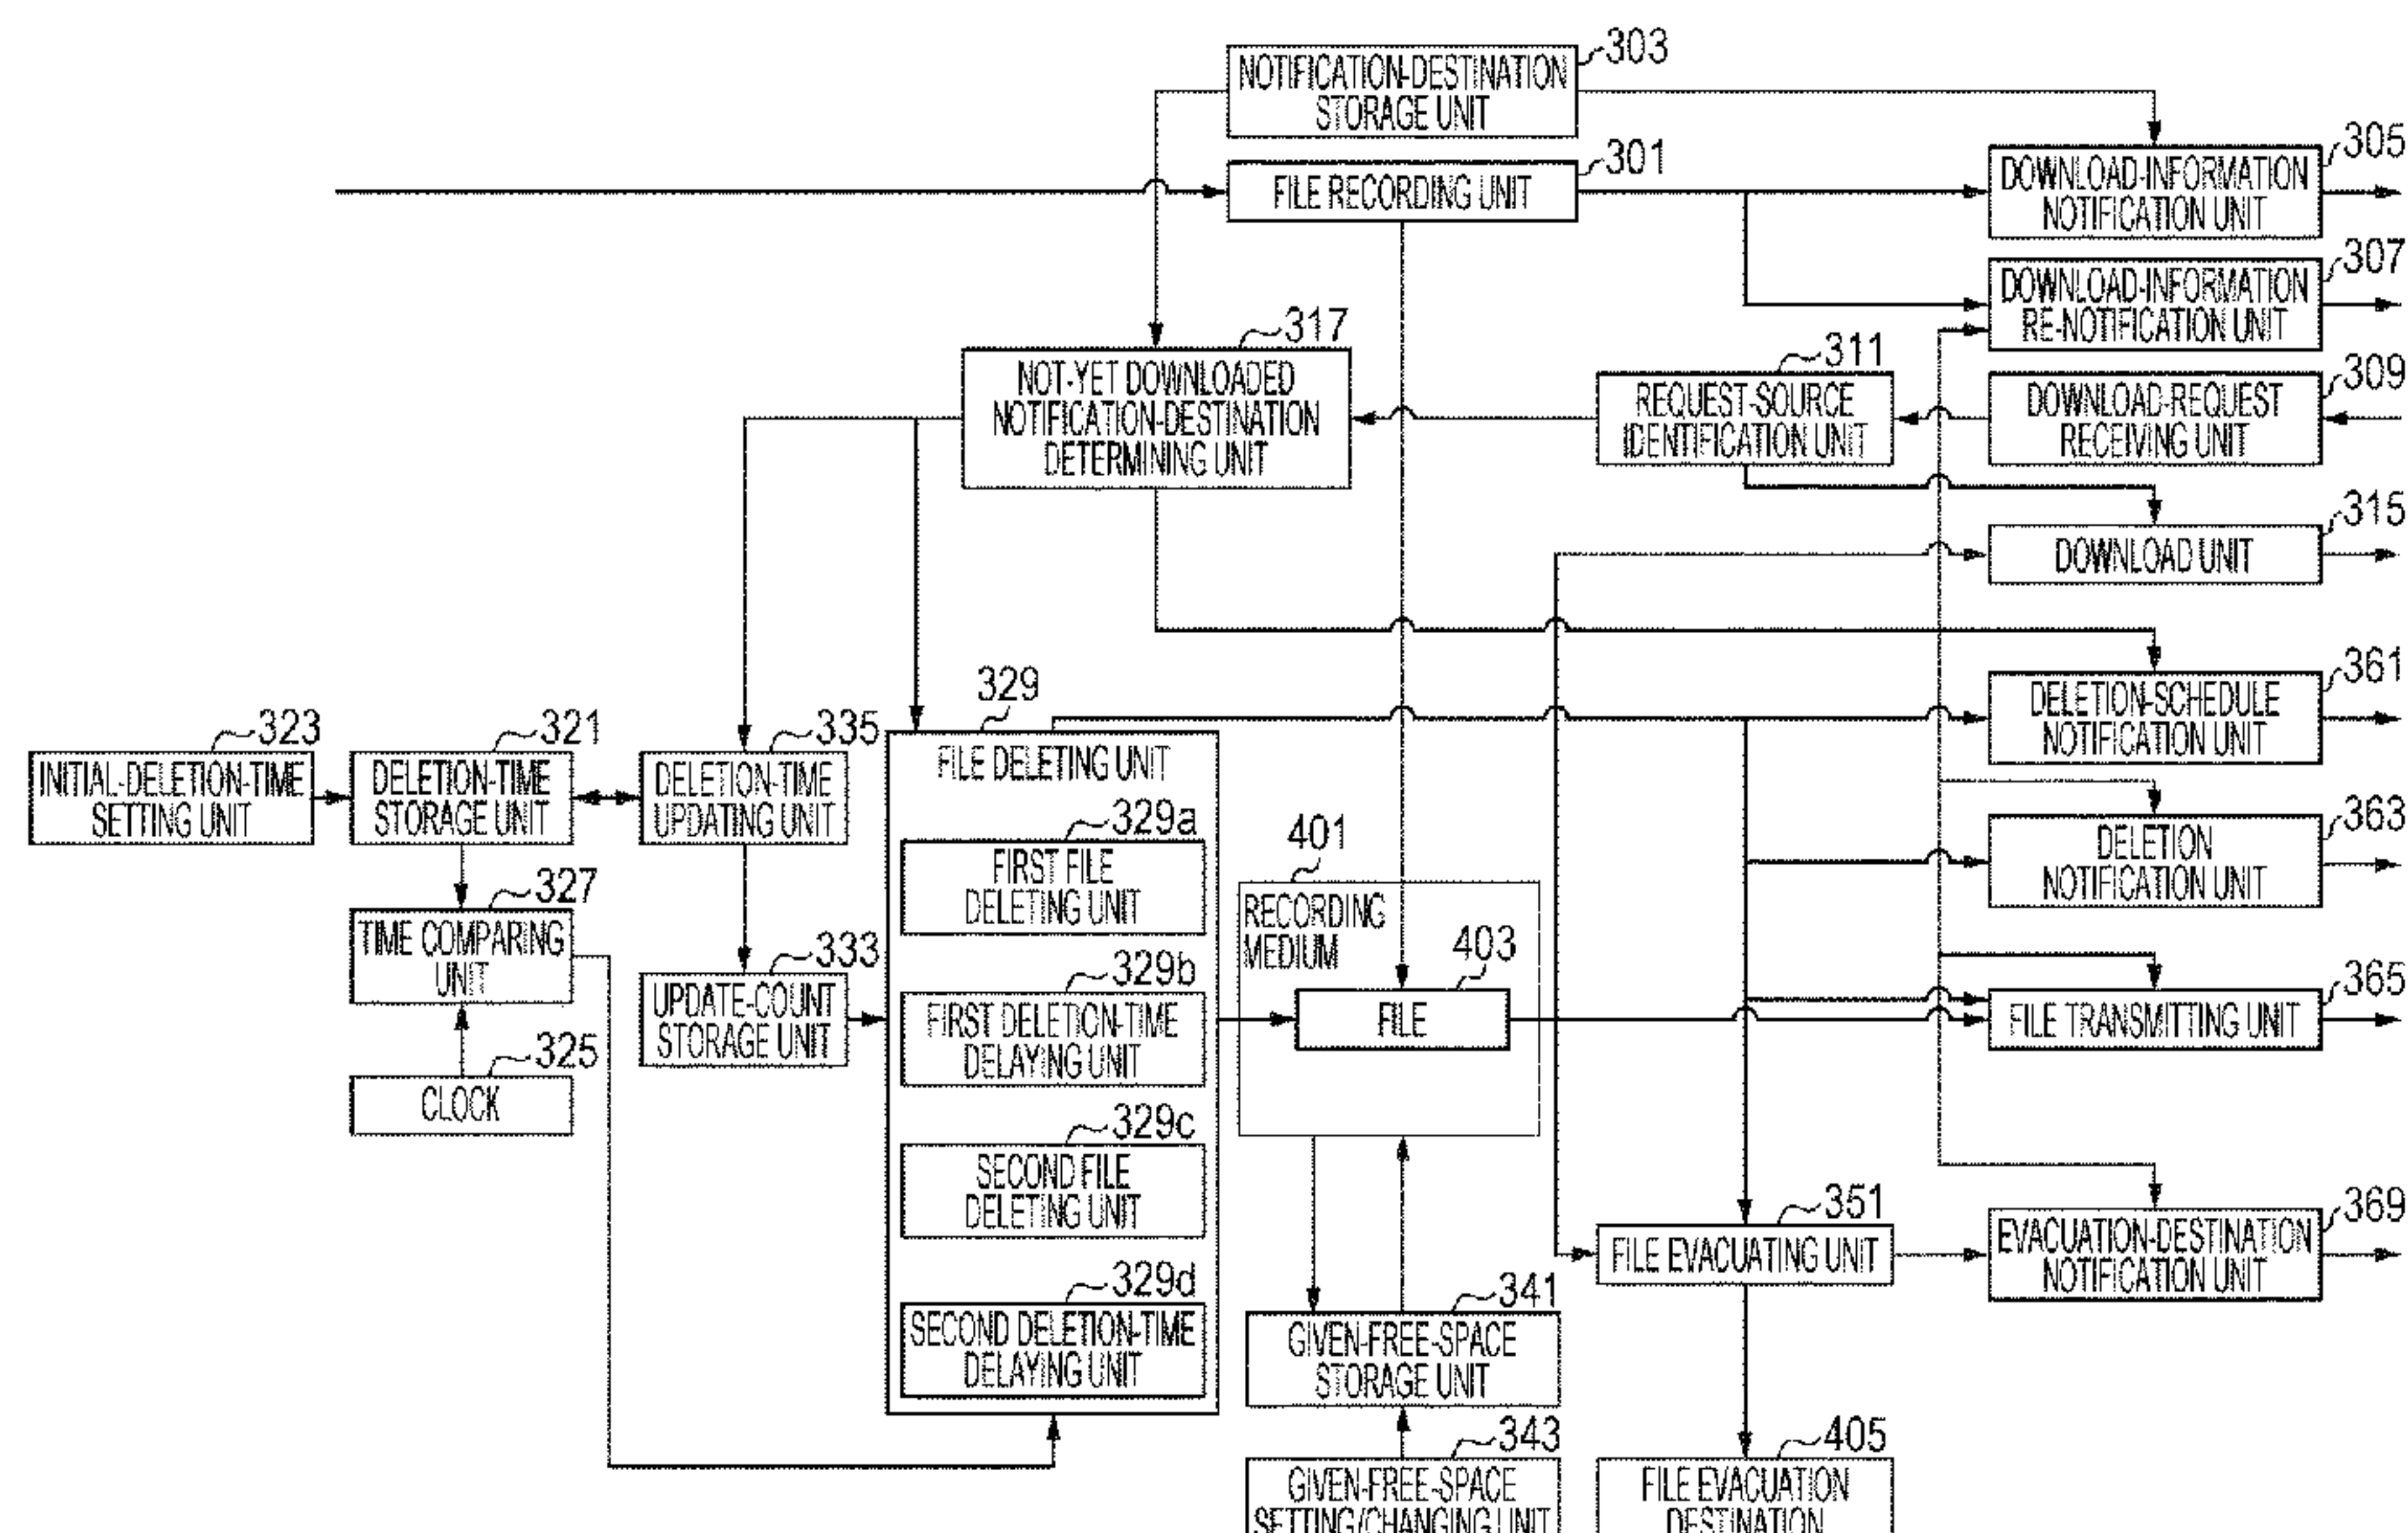 303
NOTIFICATION-DESTINATION
STORAGE UNIT
301
FILE RECORDING UNIT
305
DOWNLOAD-INFORMATION
NOTIFICATION UNIT
307
DOWNLOAD-INFORMATION
RE-NOTIFICATION UNIT
317
NOT-YET DOWNLOADED
NOTIFICATION-DESTINATION
DETERMINING UNIT
311
REQUEST-SOURCE
IDENTIFICATION UNIT
309
DOWNLOAD-REQUEST
RECEIVING UNIT
315
DOWNLOAD UNIT
361
DELETION-SCHEDULE
NOTIFICATION UNIT
323
INITIAL-DELETION-TIME
SETTING UNIT
321
DELETION-TIME
STORAGE UNIT
335
DELETION-TIME
UPDATING UNIT
329
FILE DELETING UNIT
329a
FIRST FILE
DELETING UNIT
329b
FIRST DELETION-TIME
DELAYING UNIT
329c
SECOND FILE
DELETING UNIT
329d
SECOND DELETION-TIME
DELAYING UNIT
327
TIME COMPARING
UNIT
325
CLOCK
333
UPDATE-COUNT
STORAGE UNIT
401
RECORDING
MEDIUM
403
FILE
363
DELETION
NOTIFICATION UNIT
365
FILE TRANSMITTING UNIT
351
FILE EVACUATING UNIT
369
EVACUATION-DESTINATION
NOTIFICATION UNIT
341
GIVEN-FREE-SPACE
STORAGE UNIT
343
GIVEN-FREE-SPACE
SETTING/CHANGING UNIT
405
FILE EVACUATION
DESTINATION